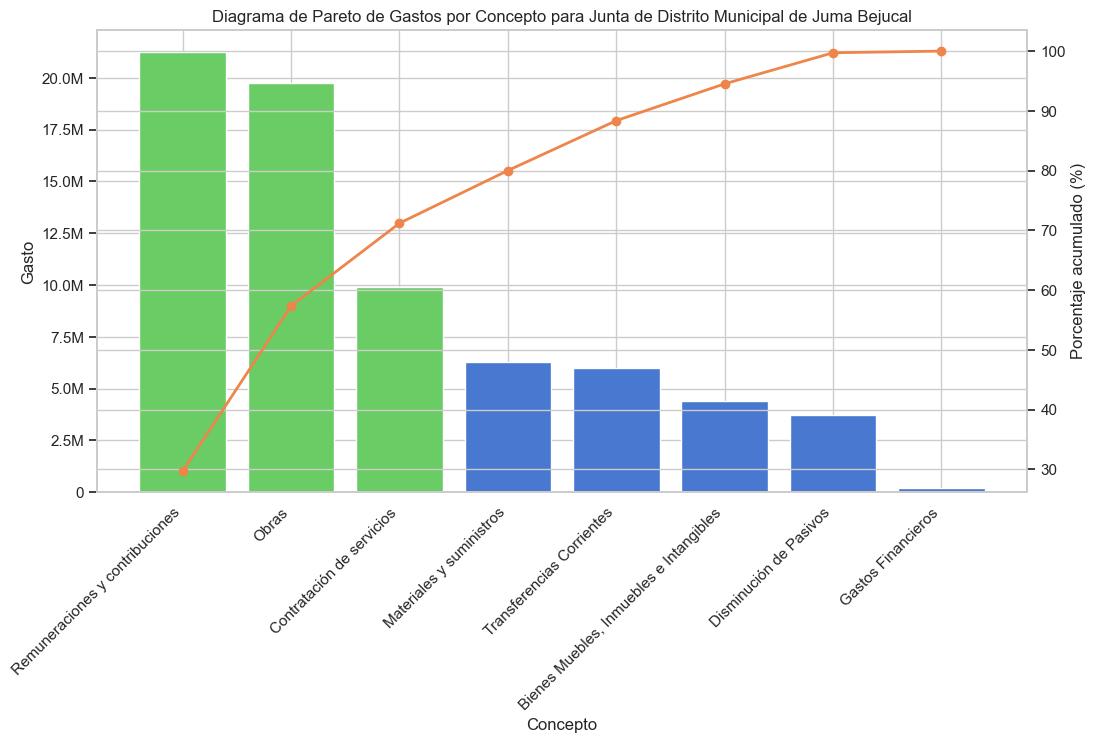 Diagrama de Pareto de Gastos por Concepto para Junta de Distrito Municipal de Juma Bejucal
Gasto
20.0M
17.5M
15.0M
12.5M
10.0M
7.5M
5.0M
2.5M
0
Porcentaje acumulado (%)
100
90
80
70
60
50
40
30
Remuneraciones y contribuciones
Obras
Contratación de servicios
Materiales y suministros
Transferencias Corrientes
Bienes Muebles, Inmuebles e Intangibles
Disminución de Pasivos
Gastos Financieros
Concepto